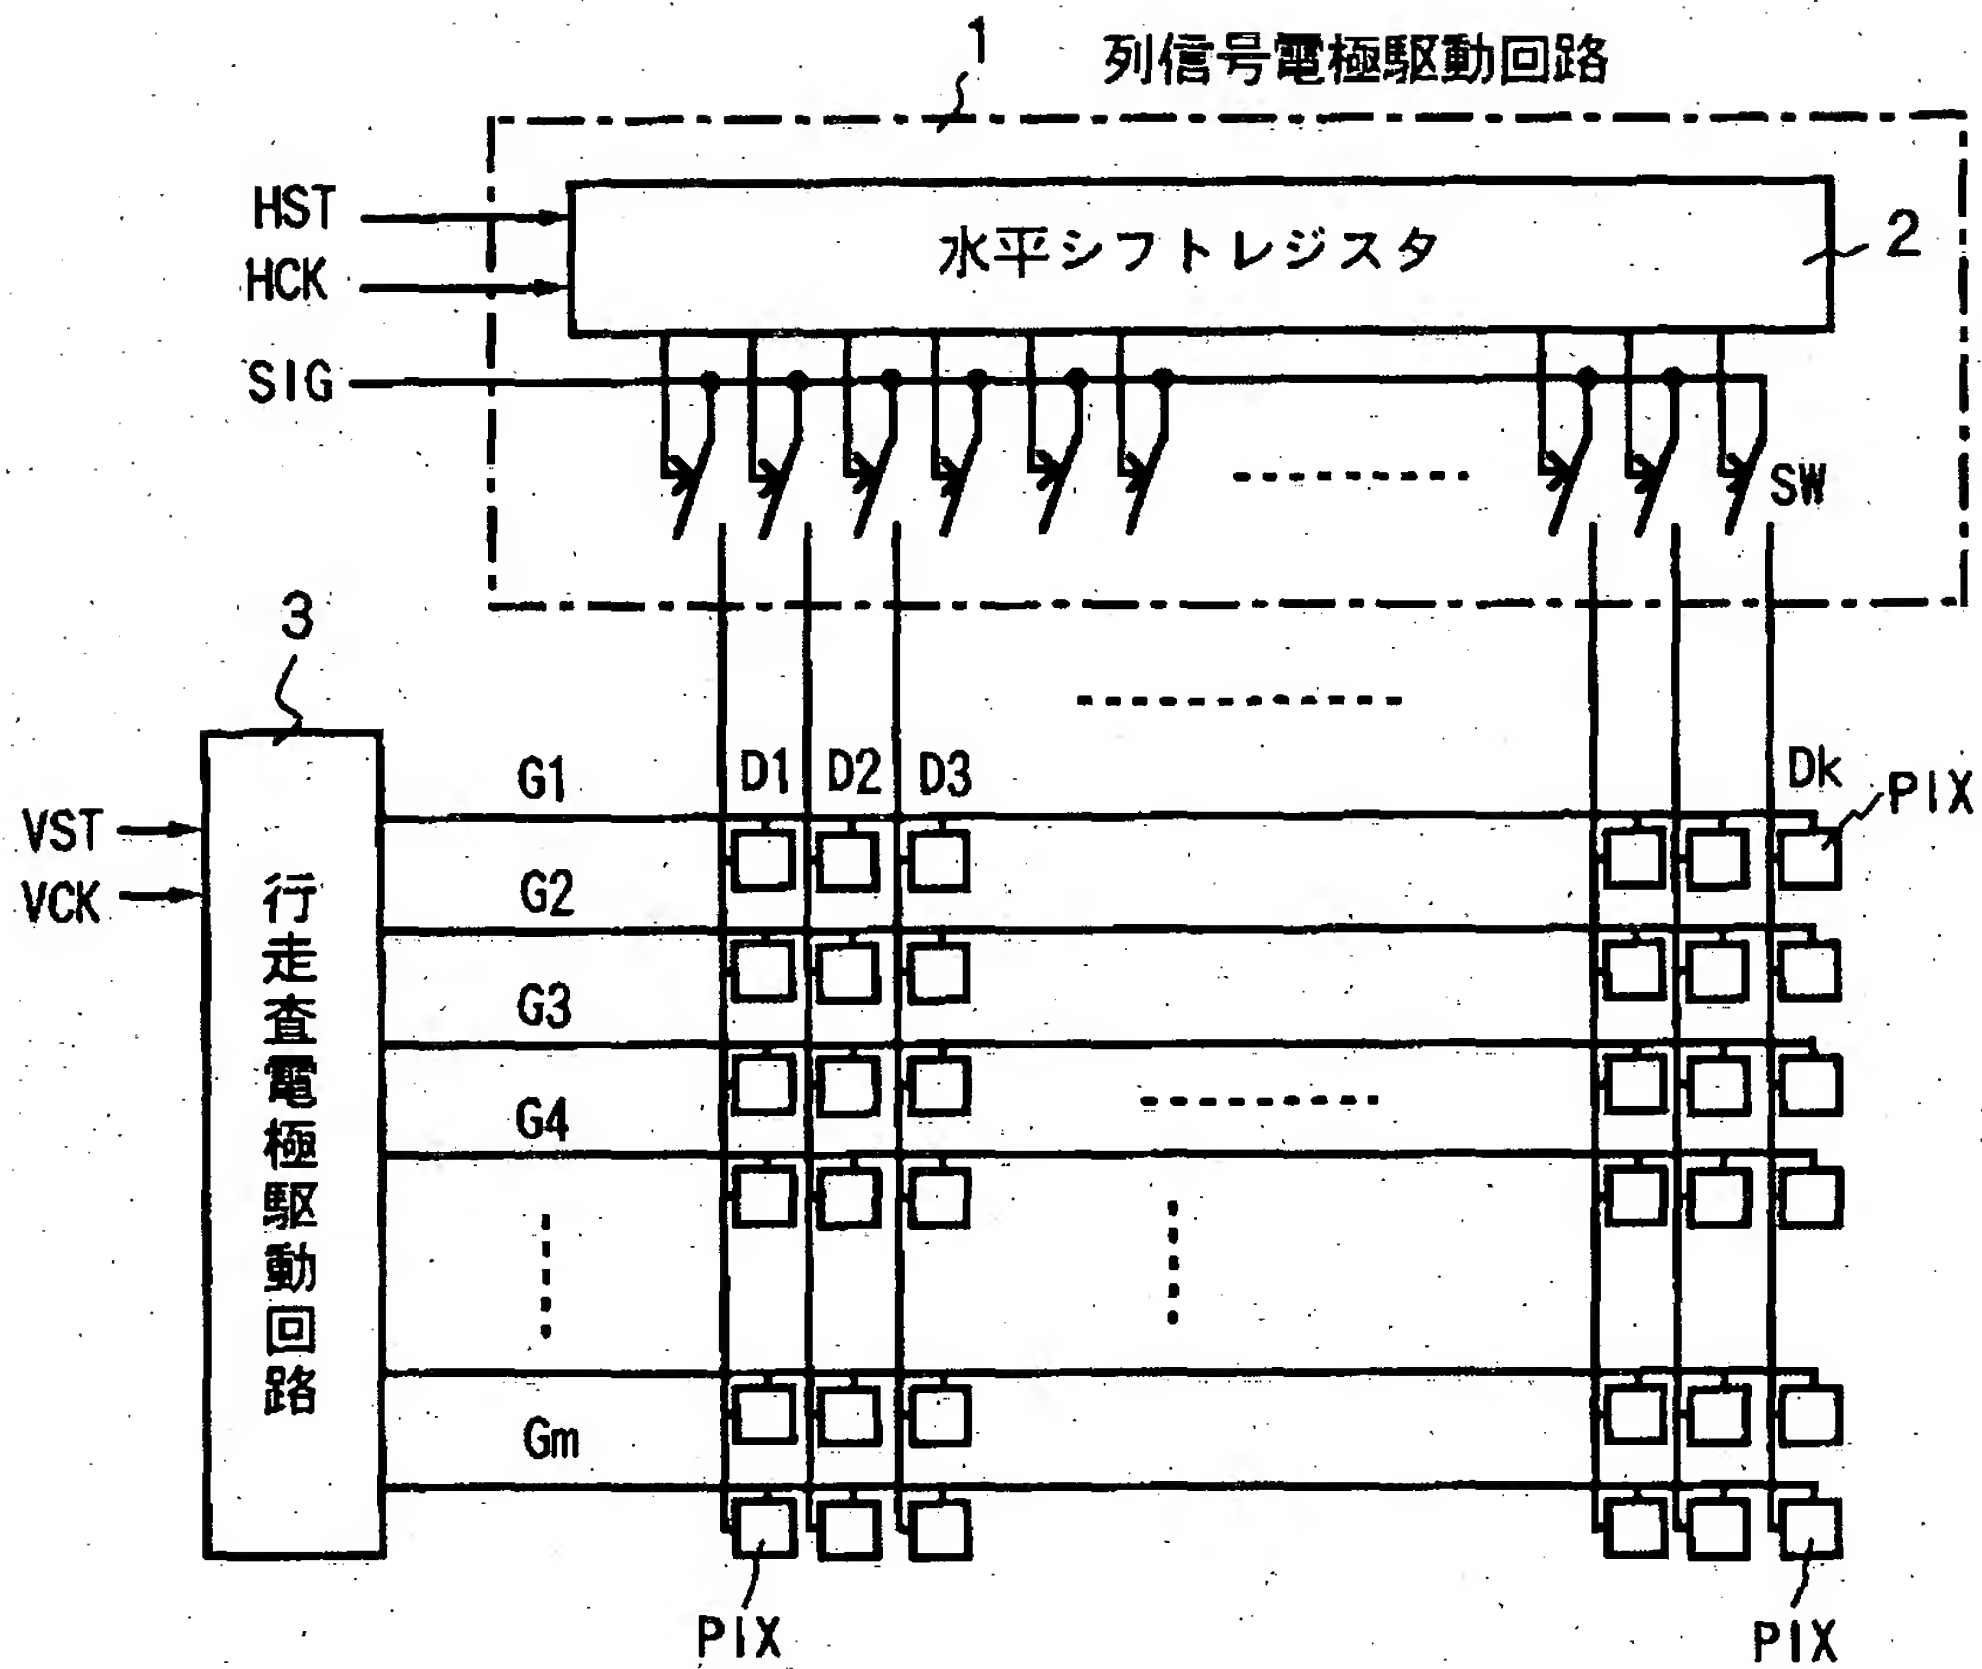 1
列信号電極駆動回路
HST
水平シフトレジスタ
2
HCK
SIG
SW
3
G1
D1
D2
D3
Dk
PIX
VST
VCK
G2
G3
G4
行走査電極駆動回路
Gm
PIX
PIX